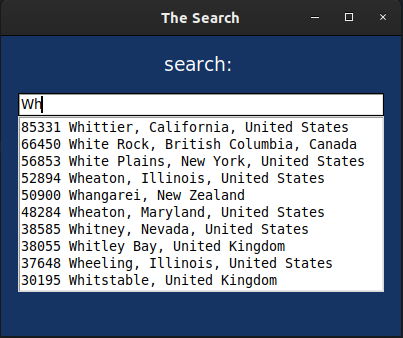 The Search
search:
Wh
85331 Whittier, California, United States
66450 White Rock, British Columbia, Canada
56853 White Plains, New York, United States
52894 Wheaton, Illinois, United States
50900 Whangarei, New Zealand
48284 Wheaton, Maryland, United States
38585 Whitney, Nevada, United States
38055 Whitley Bay, United Kingdom
37648 Wheeling, Illinois, United States
30195 Whitstable, United Kingdom